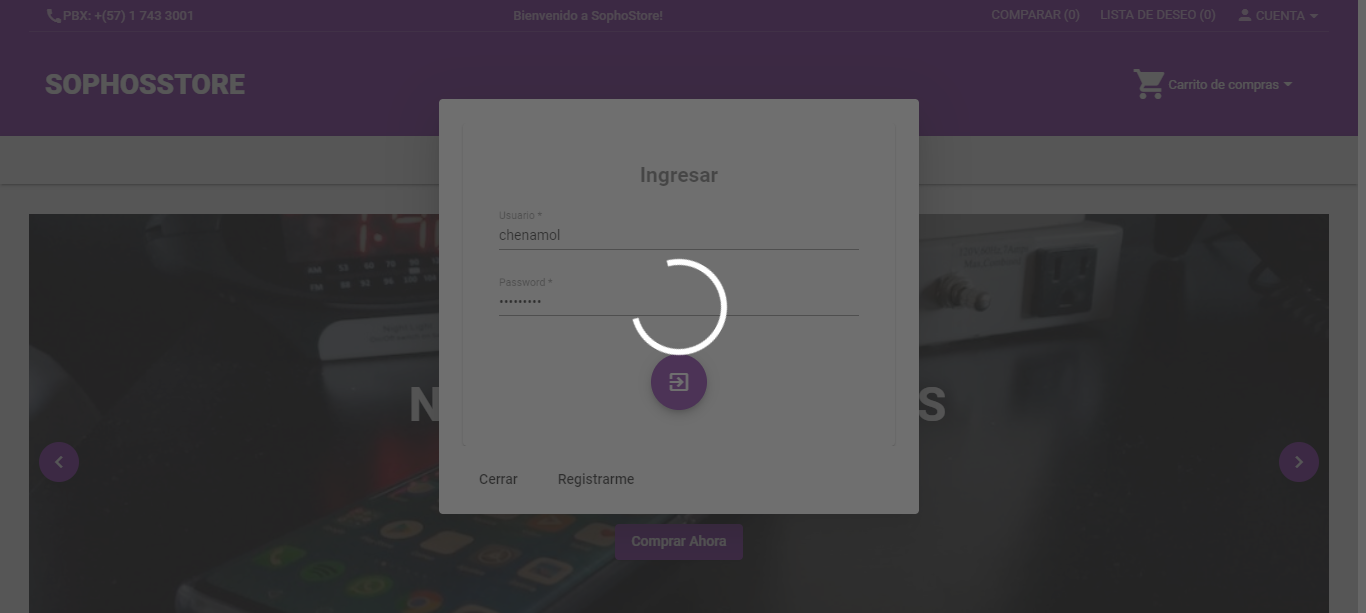 PBX: +(57) 1 743 3001
Bienvenido a SophoStore!
COMPARAR (0)
LISTA DE DESEO (0)
CUENTA
SOPHOSSTORE
Carrito de compras
Ingresar
Usuario *
chenamol
Password *
•••••••••
Cerrar
Registrarme
Comprar Ahora